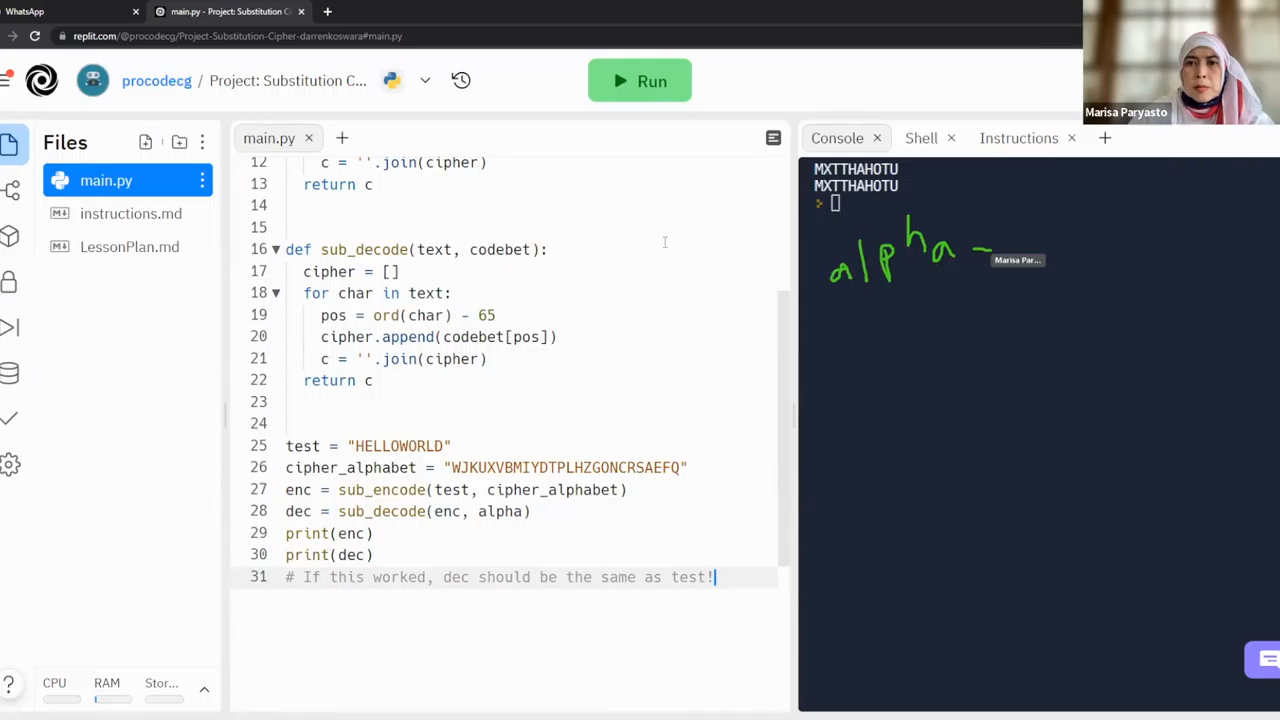 WhatsApp
main.py - Project: Substitution Ci
replit.com/@procodecg/Project-Substitution-Cipher-darrenkoswara#main.py
procodecg / Project: Substitution C...
Run
Marisa Paryasto
Files
main.py
instructions.md
LessonPlan.md
CPU
RAM
Stor...
main.py
12 c = ''.join(cipher)
13 return c
14
15
16 def sub_decode(text, codebet):
17 cipher = []
18 for char in text:
19 pos = ord(char) - 65
20 cipher.append(codebet[pos])
21 c = ''.join(cipher)
22 return c
23
24
25 test = "HELLOWORLD"
26 cipher_alphabet = "WJKUXVBMIYDTPLHZGONCRSAEFQ"
27 enc = sub_encode(test, cipher_alphabet)
28 dec = sub_decode(enc, alpha)
29 print(enc)
30 print(dec)
31 # If this worked, dec should be the same as test!
Console
Shell
Instructions
MXTTHAHOTU
MXTTHAHOTU
alpha -
Marisa Par...